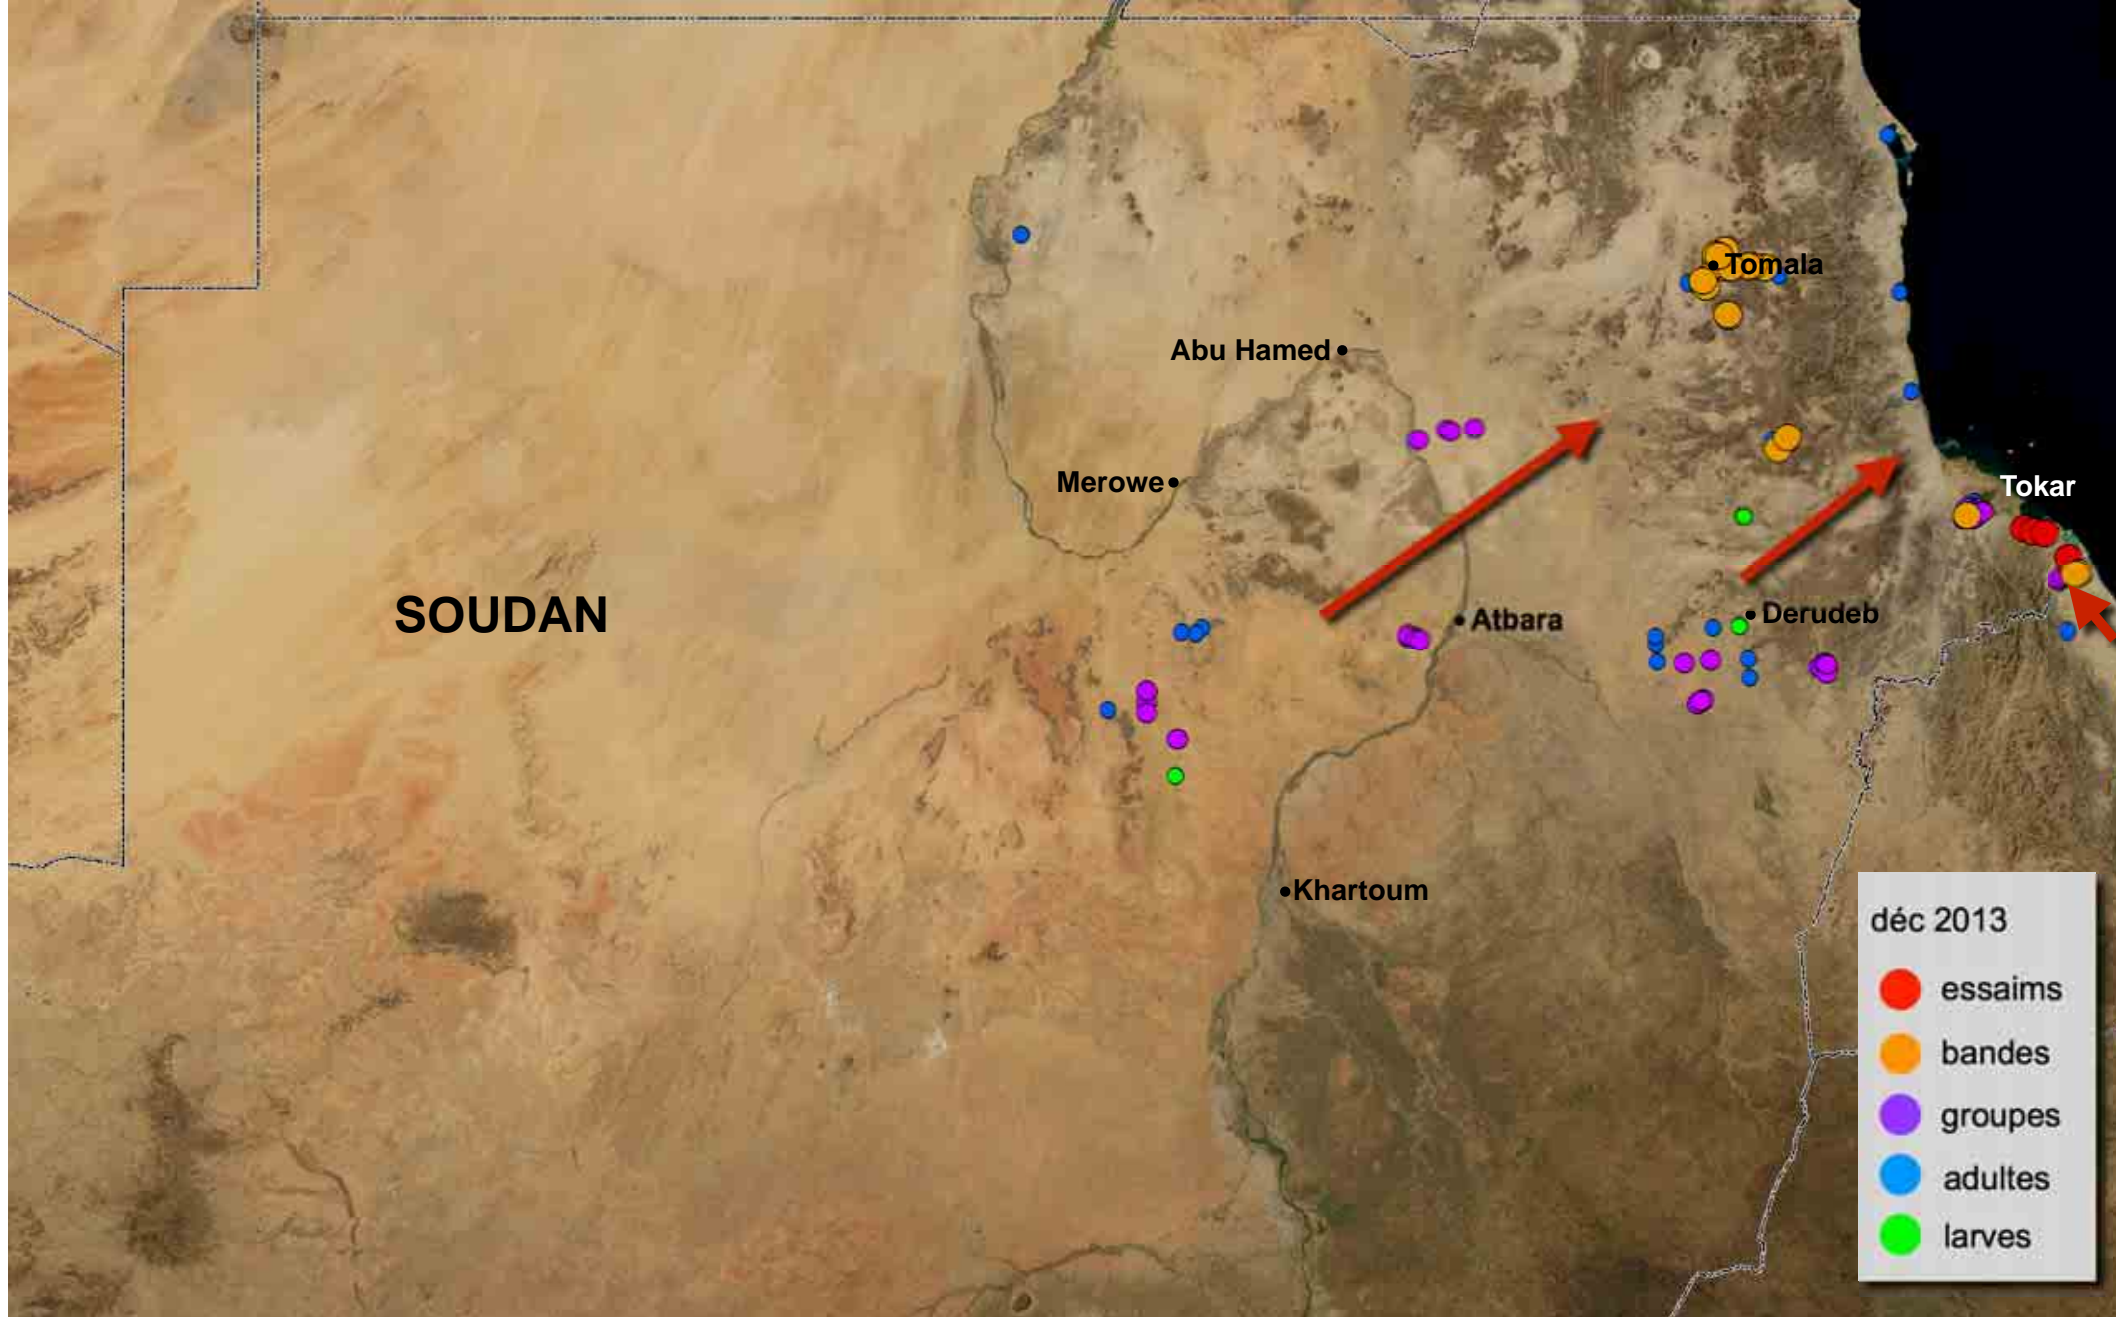 Tomala
Abu Hamed
Merowe
Tokar
SOUDAN
Atbara
Derudeb
Khartoum
déc 2013
essaims
bandes
groupes
adultes
larves